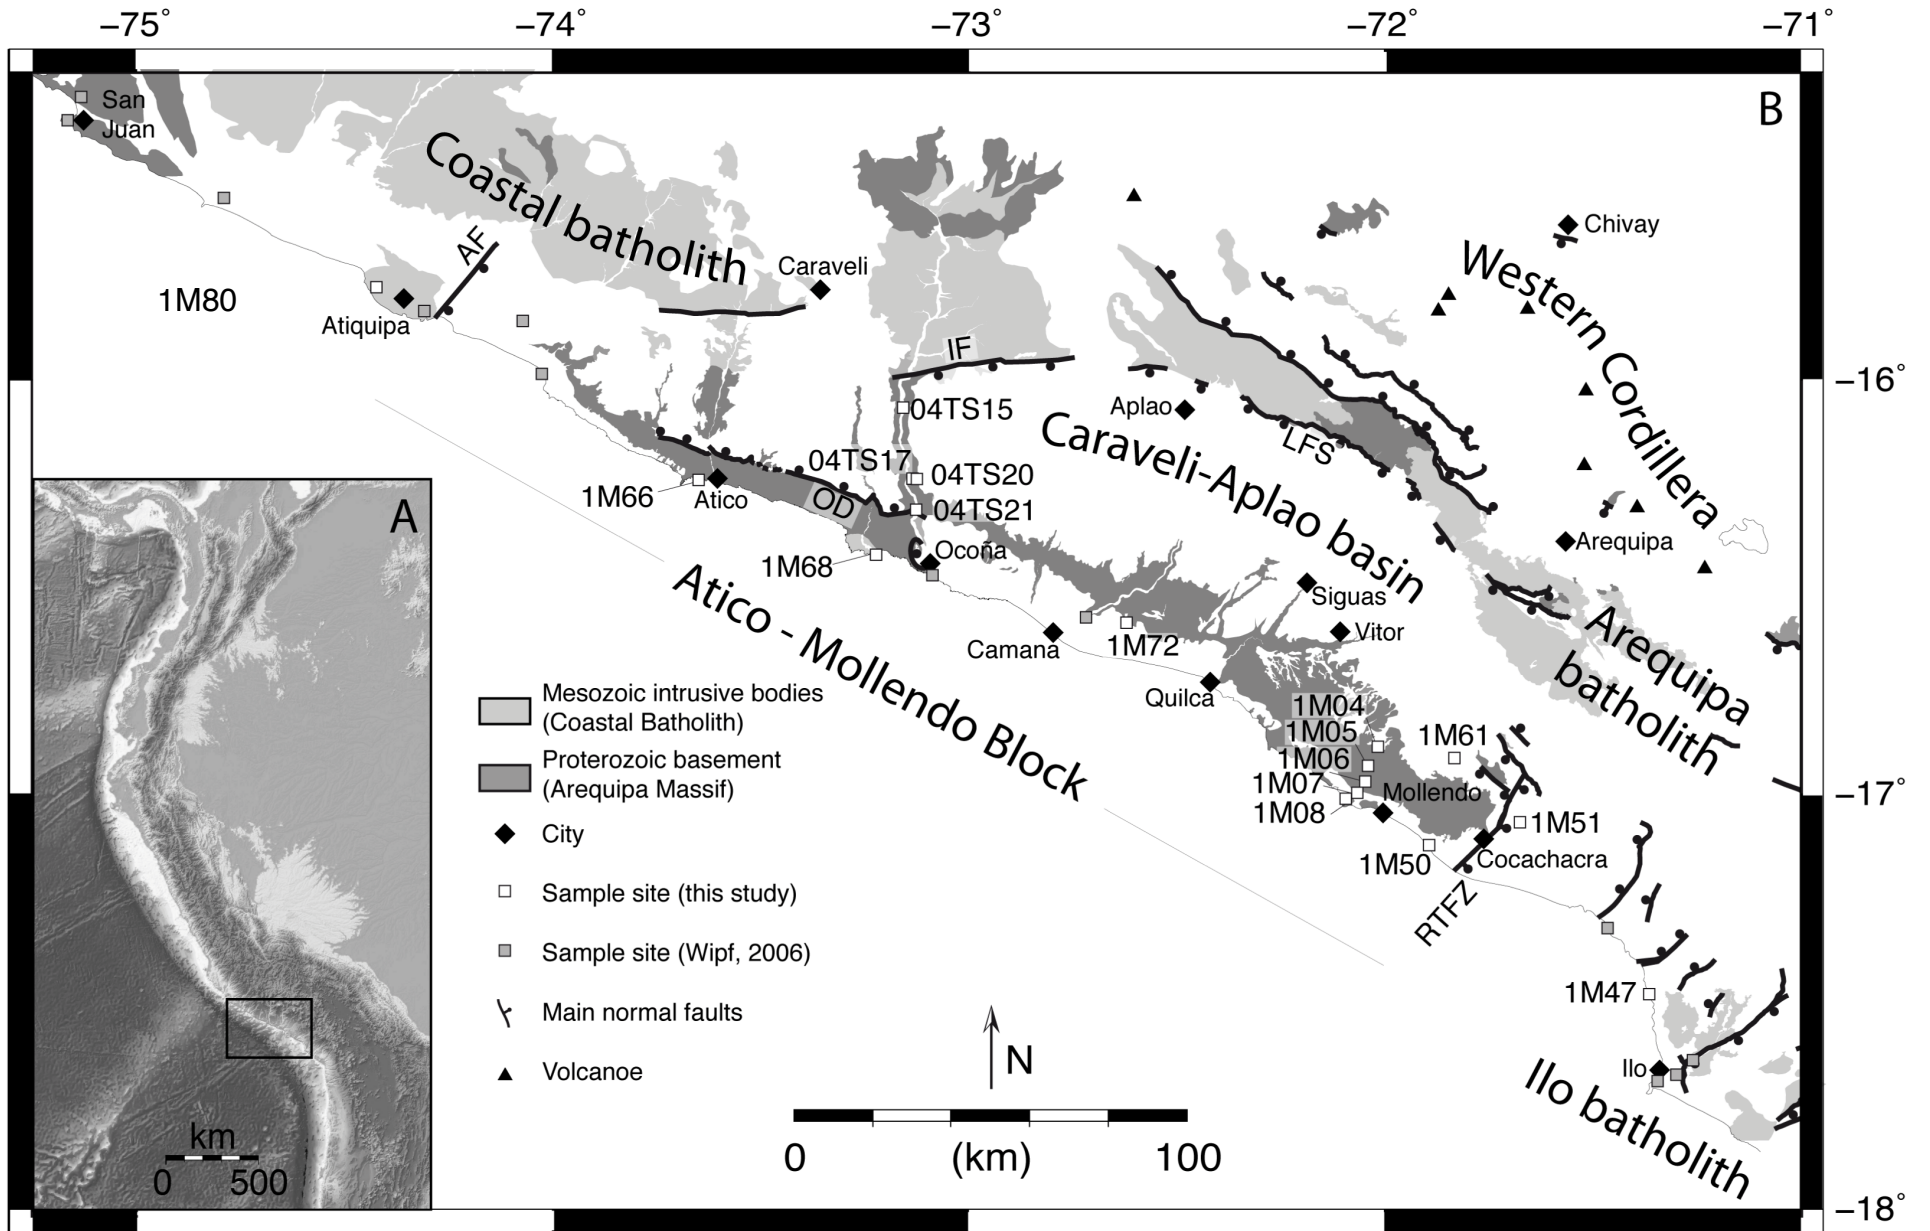 −75˚
−74˚
−73˚
−72˚
−71˚
B
San
Juan
Coastal batholith
AF
Caraveli
1M80
Atiquipa
Chivay
Western Cordillera
IF
−16˚
04TS15
Aplao
Caraveli-Aplao basin
LFS
04TS17
04TS20
1M66
Atico
OD
04TS21
A
1M68
Ocoña
Arequipa
Siguas
Atico - Mollendo Block
Camana
1M72
Vitor
Arequipa
batholith
Quilca
Mesozoic intrusive bodies
(Coastal Batholith)
1M04
1M05
1M61
1M06
Proterozoic basement
(Arequipa Massif)
1M07
Mollendo
−17˚
1M08
City
1M51
1M50
Cocachacra
Sample site (this study)
RTFZ
Sample site (Wipf, 2006)
1M47
Main normal faults
N
Volcanoe
Ilo
Ilo batholith
km
0 500
0 (km) 100
−18˚